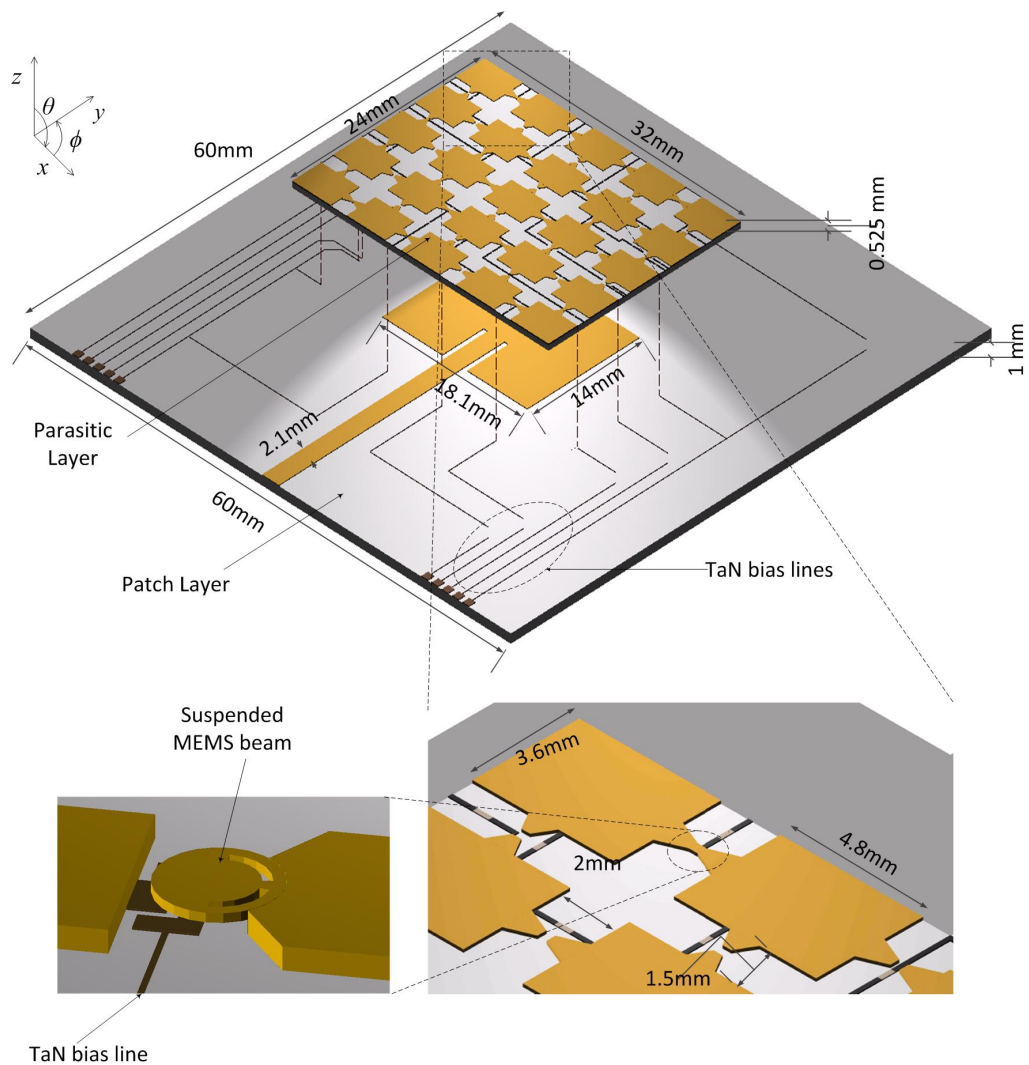 z
θ
y
ϕ
x
60mm
24mm
32mm
0.525 mm
1 mm
18.1mm
14mm
2.1mm
Parasitic
Layer
60mm
Patch Layer
TaN bias lines
Suspended
MEMS beam
3.6mm
4.8mm
2mm
1.5mm
TaN bias line